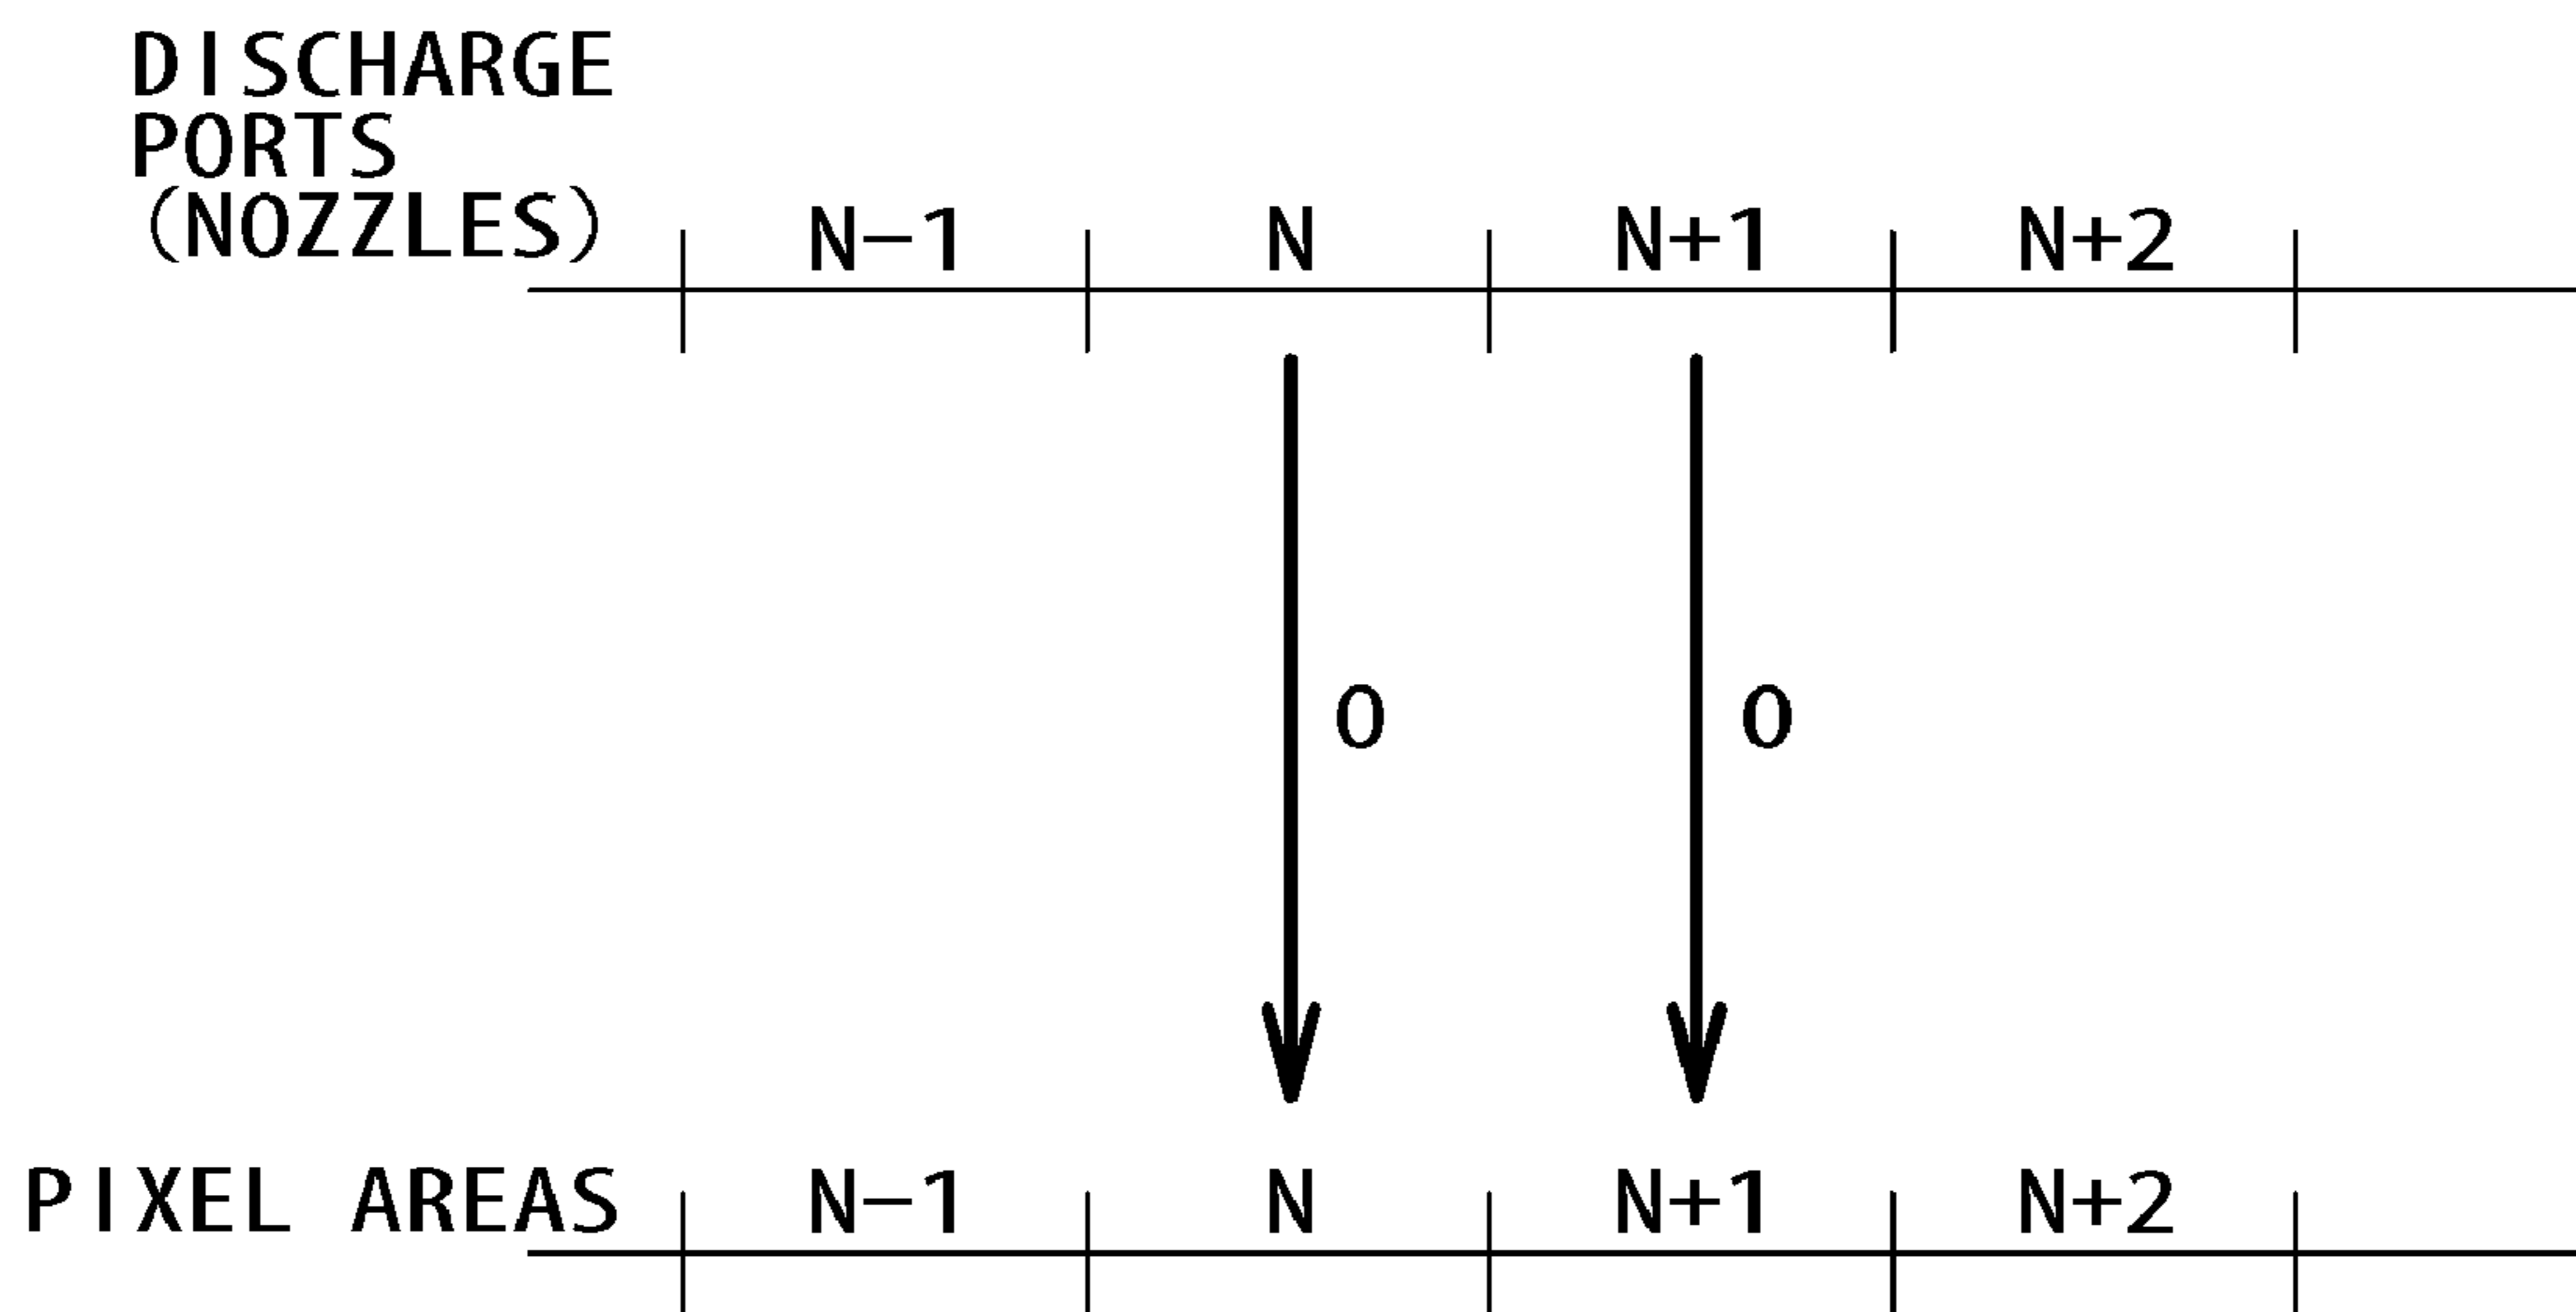 DISCHARGE
PORTS
(NOZZLES)
N-1 N N+1 N+2
0 0
PIXEL AREAS N-1 N N+1 N+2